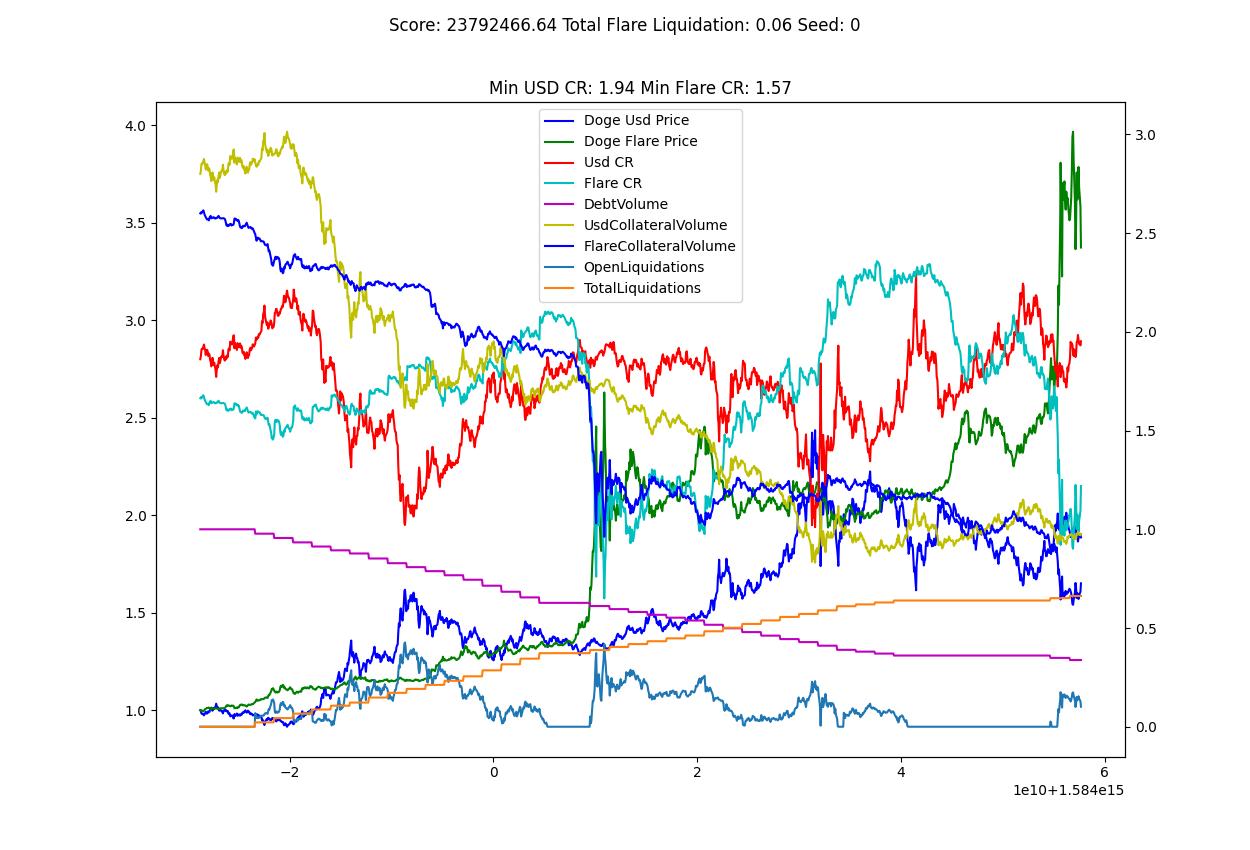 Score: 23792466.64 Total Flare Liquidation: 0.06 Seed: 0
Min USD CR: 1.94 Min Flare CR: 1.57
Doge Usd Price
Doge Flare Price
Usd CR
Flare CR
DebtVolume
UsdCollateralVolume
FlareCollateralVolume
OpenLiquidations
TotalLiquidations
4.0
3.5
3.0
2.5
2.0
1.5
1.0
3.0
2.5
2.0
1.5
1.0
0.5
0.0
−2 0 2 4 6
1e10+1.584e15